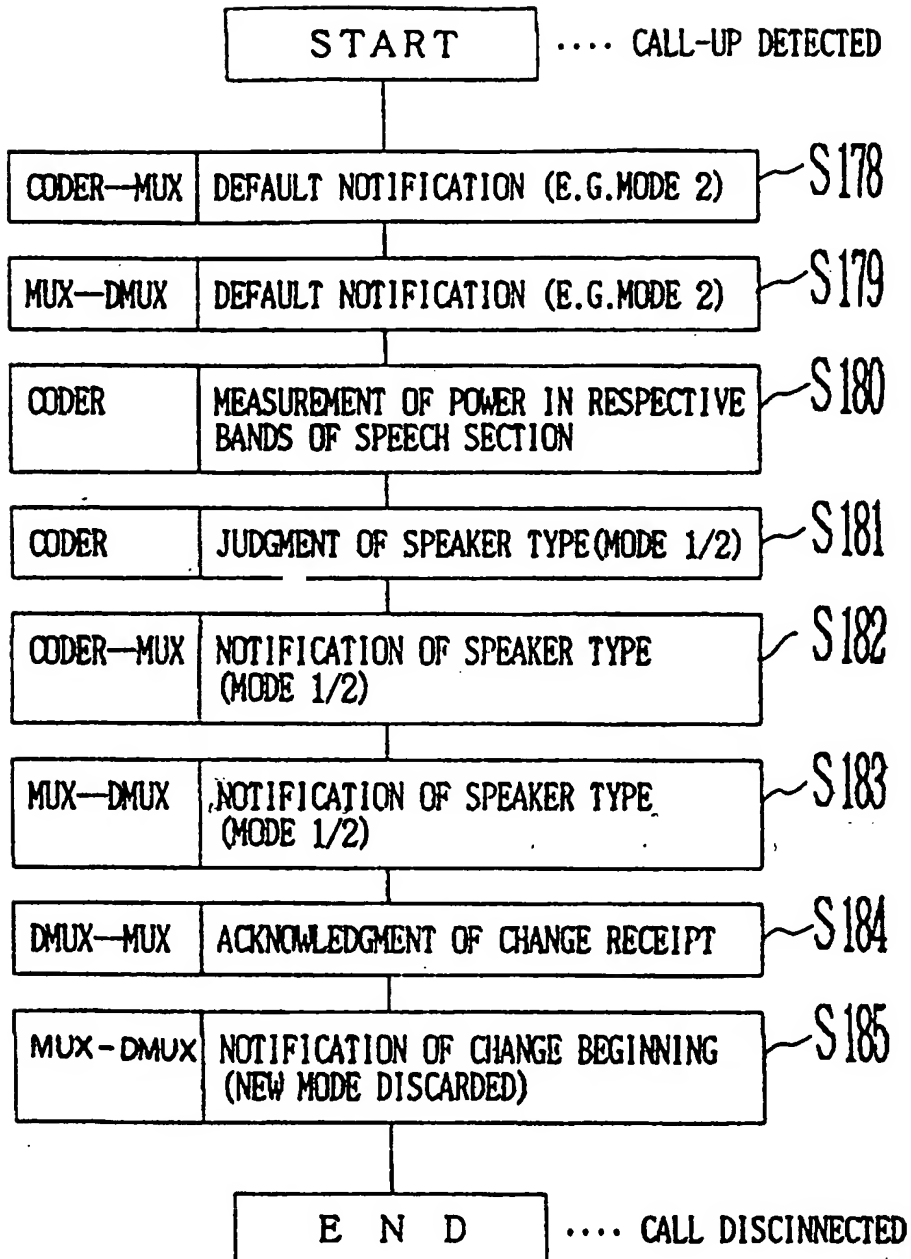 START .... CALL-UP DETECTED
CODER—MUX DEFAULT NOTIFICATION (E.G.MODE 2) S178
MUX—DMUX DEFAULT NOTIFICATION (E.G.MODE 2) S179
CODER MEASUREMENT OF POWER IN RESPECTIVE S180
BANDS OF SPEECH SECTION
CODER JUDGMENT OF SPEAKER TYPE(MODE 1/2) S181
CODER—MUX NOTIFICATION OF SPEAKER TYPE S182
(MODE 1/2)
MUX—DMUX NOTIFICATION OF SPEAKER TYPE S183
(MODE 1/2)
DMUX—MUX ACKNOWLEDGMENT OF CHANGE RECEIPT S184
MUX-DMUX NOTIFICATION OF CHANGE BEGINNING S185
(NEW MODE DISCARDED)
E N D .... CALL DISCINNECTED